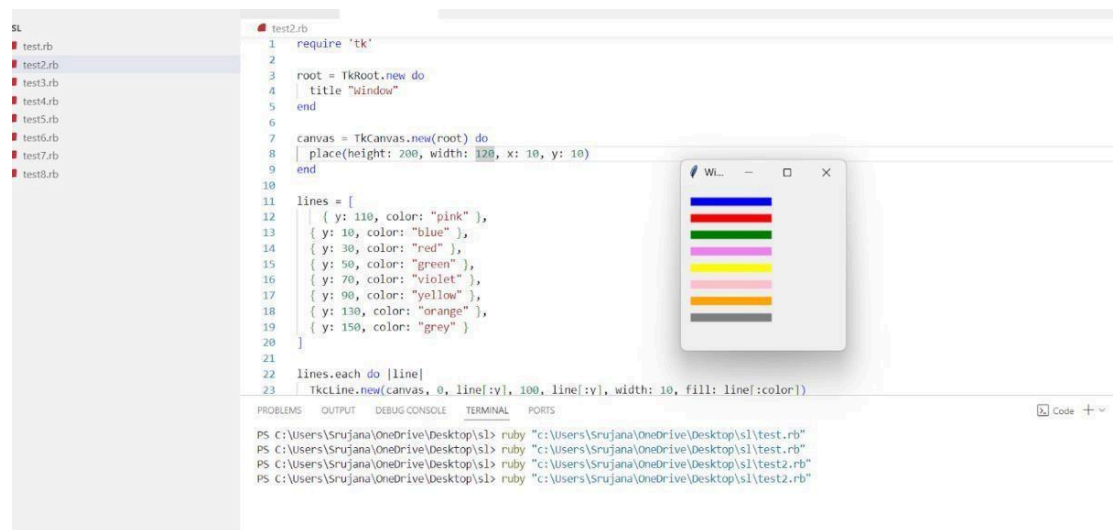 SL
test.rb
test2.rb
test3.rb
test4.rb
test5.rb
test6.rb
test7.rb
test8.rb
test2.rb
1 require 'tk'
2
3 root = TkRoot.new do
4 title "Window"
5 end
6
7 canvas = TkCanvas.new(root) do
8 place(height: 200, width: 120, x: 10, y: 10)
9 end
10
11 lines = [
12 { y: 110, color: "pink" },
13 { y: 10, color: "blue" },
14 { y: 30, color: "red" },
15 { y: 50, color: "green" },
16 { y: 70, color: "violet" },
17 { y: 90, color: "yellow" },
18 { y: 130, color: "orange" },
19 { y: 150, color: "grey" }
20 ]
21
22 lines.each do |line|
23 TkcLine.new(canvas, 0, line[:y], 100, line[:y], width: 10, fill: line[:color])
Wi...
PROBLEMS OUTPUT DEBUG CONSOLE TERMINAL PORTS
Code
PS C:\Users\Srujana\OneDrive\Desktop\sl> ruby "c:\Users\Srujana\OneDrive\Desktop\sl\test.rb"
PS C:\Users\Srujana\OneDrive\Desktop\sl> ruby "c:\Users\Srujana\OneDrive\Desktop\sl\test.rb"
PS C:\Users\Srujana\OneDrive\Desktop\sl> ruby "c:\Users\Srujana\OneDrive\Desktop\sl\test2.rb"
PS C:\Users\Srujana\OneDrive\Desktop\sl> ruby "c:\Users\Srujana\OneDrive\Desktop\sl\test2.rb"